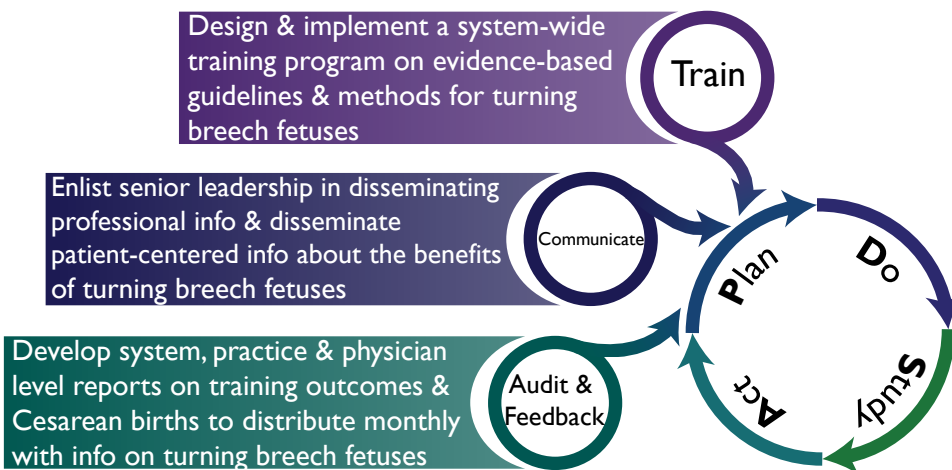 Design & implement a system-wide
training program on evidence-based
guidelines & methods for turning
breech fetuses
Train
Enlist senior leadership in disseminating
professional info & disseminate
patient-centered info about the benefits
of turning breech fetuses
Communicate
Develop system, practice & physician
level reports on training outcomes &
Cesarean births to distribute monthly
with info on turning breech fetuses
Audit &
Feedback
Plan
Do
Study
Act